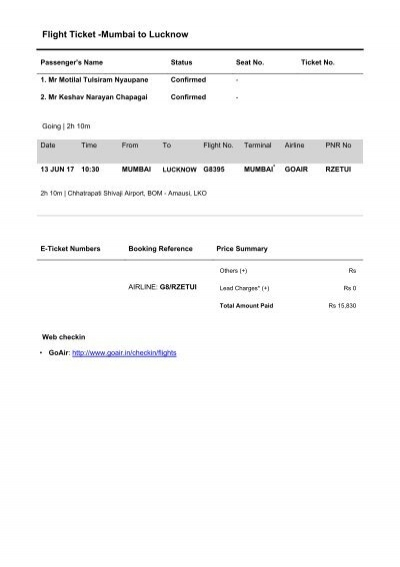 Flight Ticket -Mumbai to Lucknow
Passenger's Name Status Seat No. Ticket No.
1. Mr Motilal Tulsiram Nyaupane Confirmed -
2. Mr Keshav Narayan Chapagai Confirmed -
Going | 2h 10m
Date Time From To Flight No. Terminal Airline PNR No
13 JUN 17 10:30 MUMBAI LUCKNOW G8395 MUMBAI* GOAIR RZETUI
2h 10m | Chhatrapati Shivaji Airport, BOM - Amausi, LKO
E-Ticket Numbers Booking Reference Price Summary
Others (+) Rs
AIRLINE: G8/RZETUI Lead Charges* (+) Rs 0
Total Amount Paid Rs 15,830
Web checkin
• GoAir: http://www.goair.in/checkin/flights